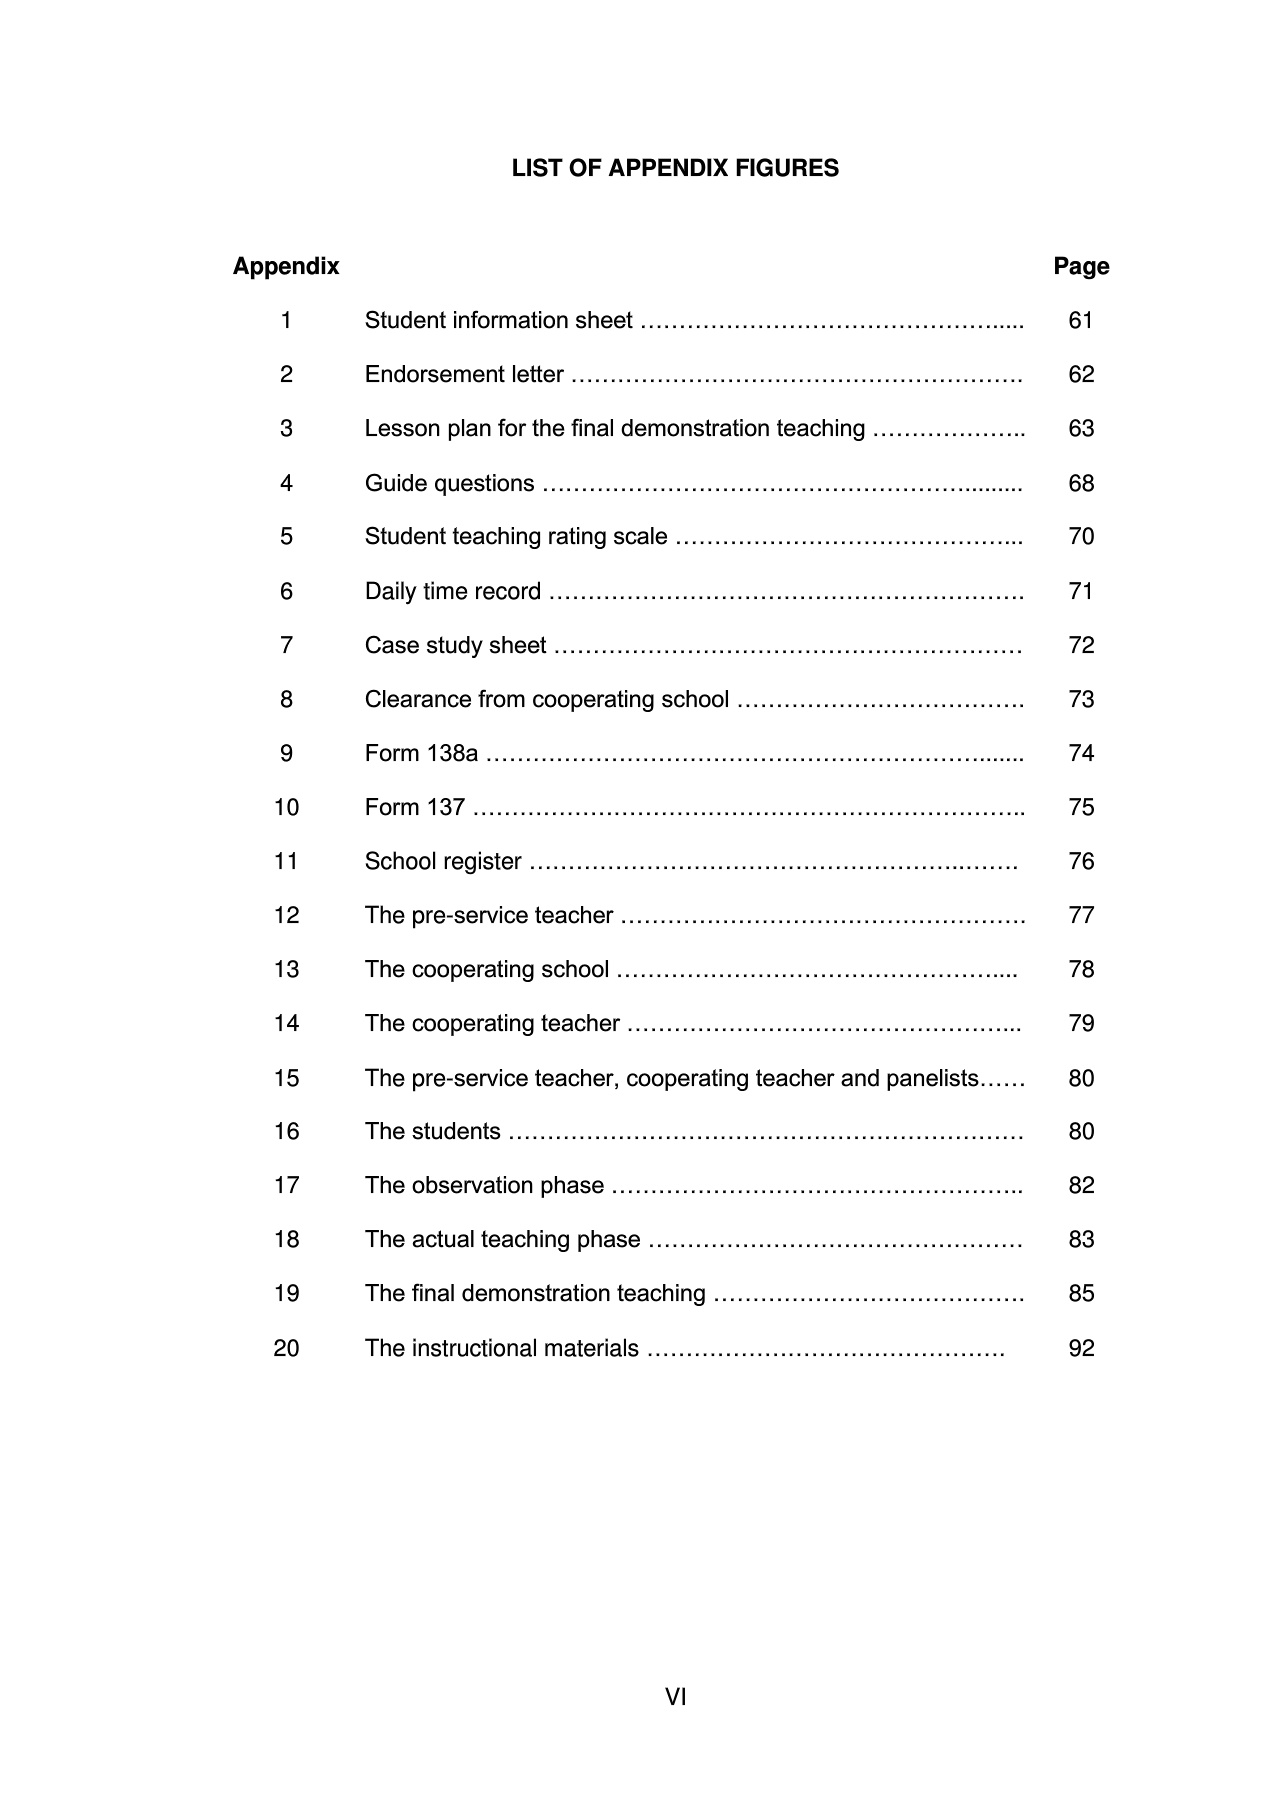 LIST OF APPENDIX FIGURES
Appendix Page
1 Student information sheet ………………………………………..... 61
2 Endorsement letter …………………………………………………. 62
3 Lesson plan for the final demonstration teaching ……………….. 63
4 Guide questions ………………………………………………......... 68
5 Student teaching rating scale ……………………………………... 70
6 Daily time record ……………………………………………………. 71
7 Case study sheet …………………………………………………… 72
8 Clearance from cooperating school ………………………………. 73
9 Form 138a ………………………………………………………....... 74
10 Form 137 …………………………………………………………….. 75
11 School register ………………………………………………..……. 76
12 The pre-service teacher ……………………………………………. 77
13 The cooperating school ………………………………………….... 78
14 The cooperating teacher …………………………………………... 79
15 The pre-service teacher, cooperating teacher and panelists…… 80
16 The students ………………………………………………………… 80
17 The observation phase …………………………………………….. 82
18 The actual teaching phase ………………………………………… 83
19 The final demonstration teaching …………………………………. 85
20 The instructional materials ………………………………………. 92
VI